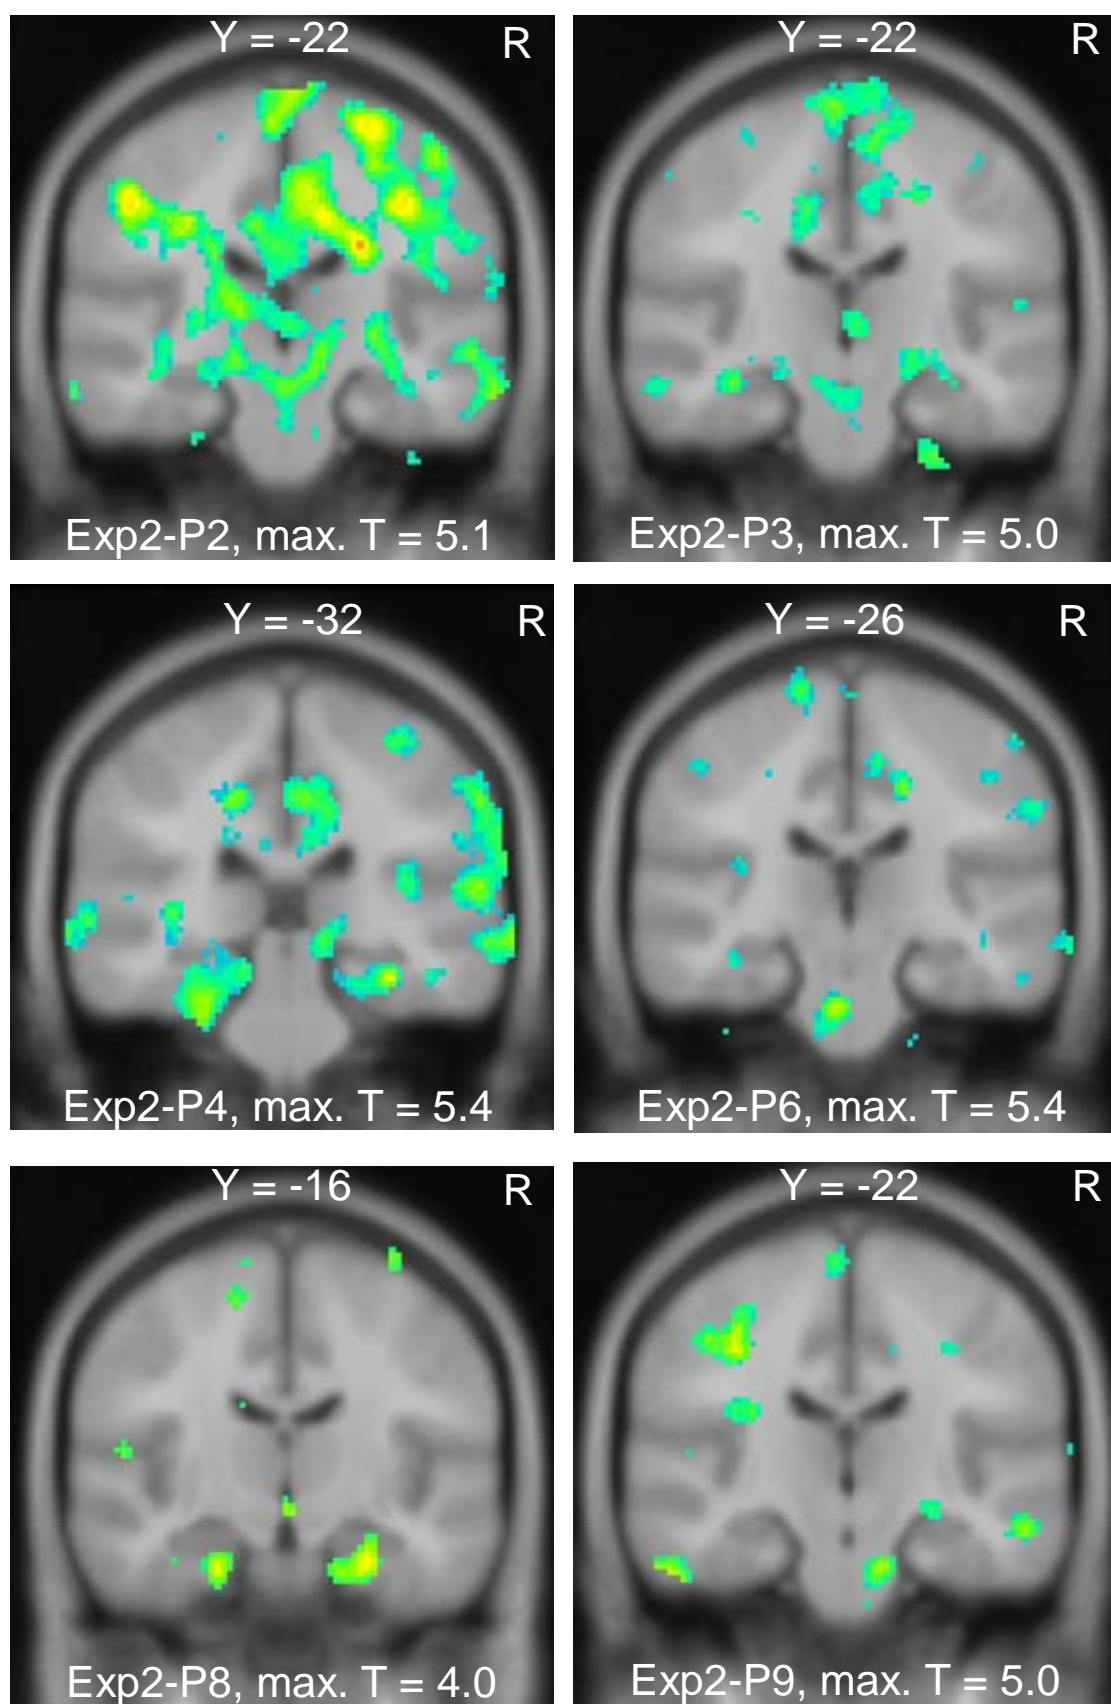 Y = -22
R
Exp2-P2, max. T = 5.1
Y = -22
R
Exp2-P3, max. T = 5.0
Y = -32
R
Exp2-P4, max. T = 5.4
Y = -26
R
Exp2-P6, max. T = 5.4
Y = -16
R
Exp2-P8, max. T = 4.0
Y = -22
R
Exp2-P9, max. T = 5.0